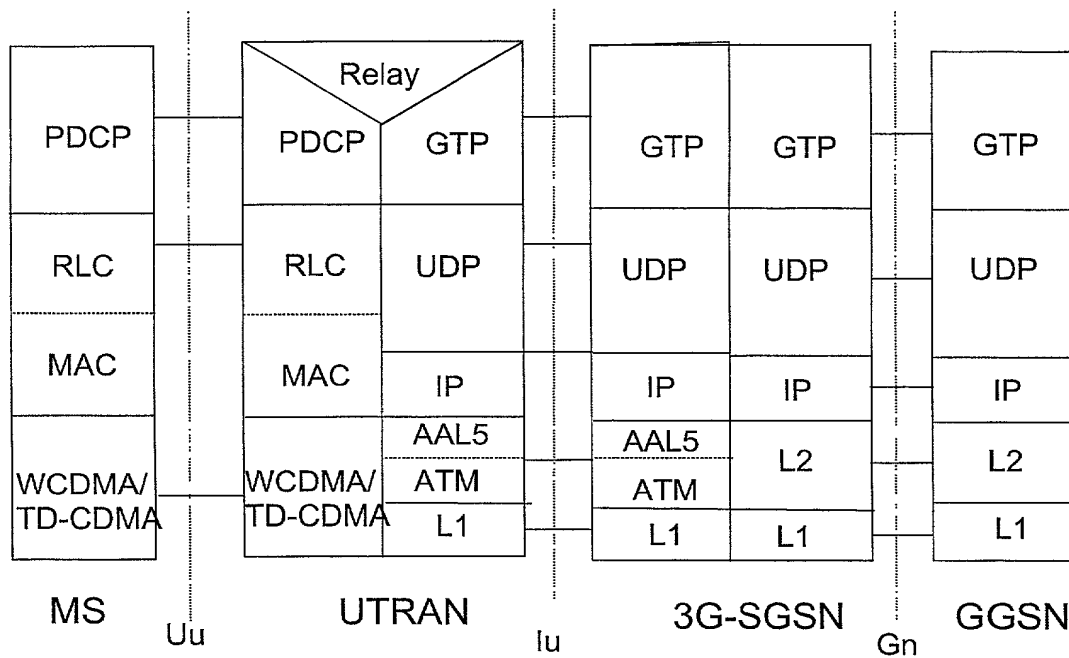 Relay
PDCP PDCP GTP GTP GTP GTP
RLC RLC UDP UDP UDP UDP
MAC MAC IP IP IP IP
AAL5 AAL5
L2 L2
WCDMA/ WCDMA/ ATM ATM
TD-CDMA TD-CDMA L1 L1 L1 L1
MS UTRAN 3G-SGSN GGSN
Uu Iu Gn